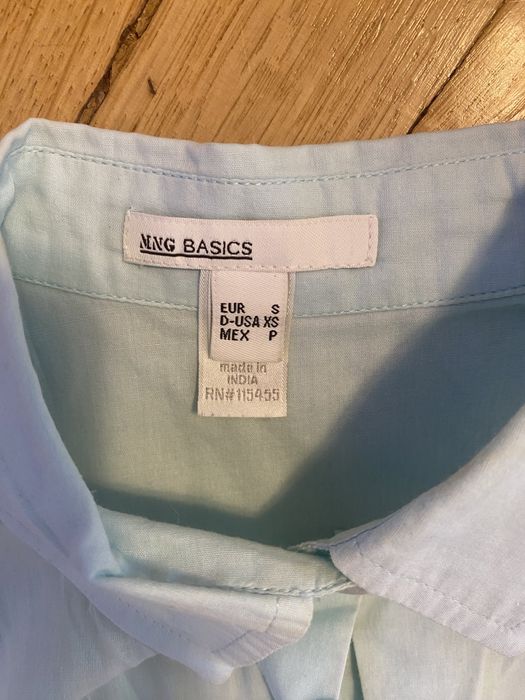 MNG BASICS
EUR S
D-USA XS
MEX P
made in
INDIA
RN#115455